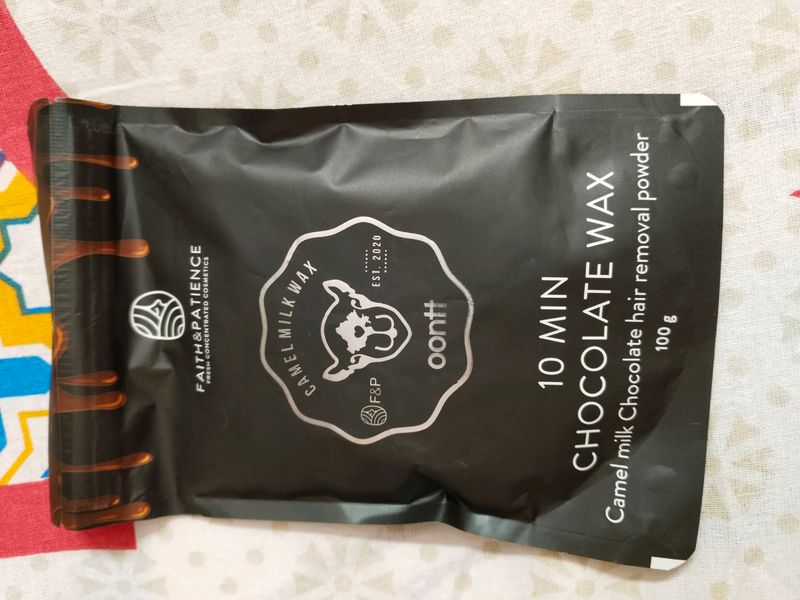 FAITH&PATIENCE
FRESH CONCENTRATED COSMETICS
CAMEL MILK WAX
EST. 2020
F&P
oontt
10 MIN
CHOCOLATE WAX
Camel milk Chocolate hair removal powder
100 g